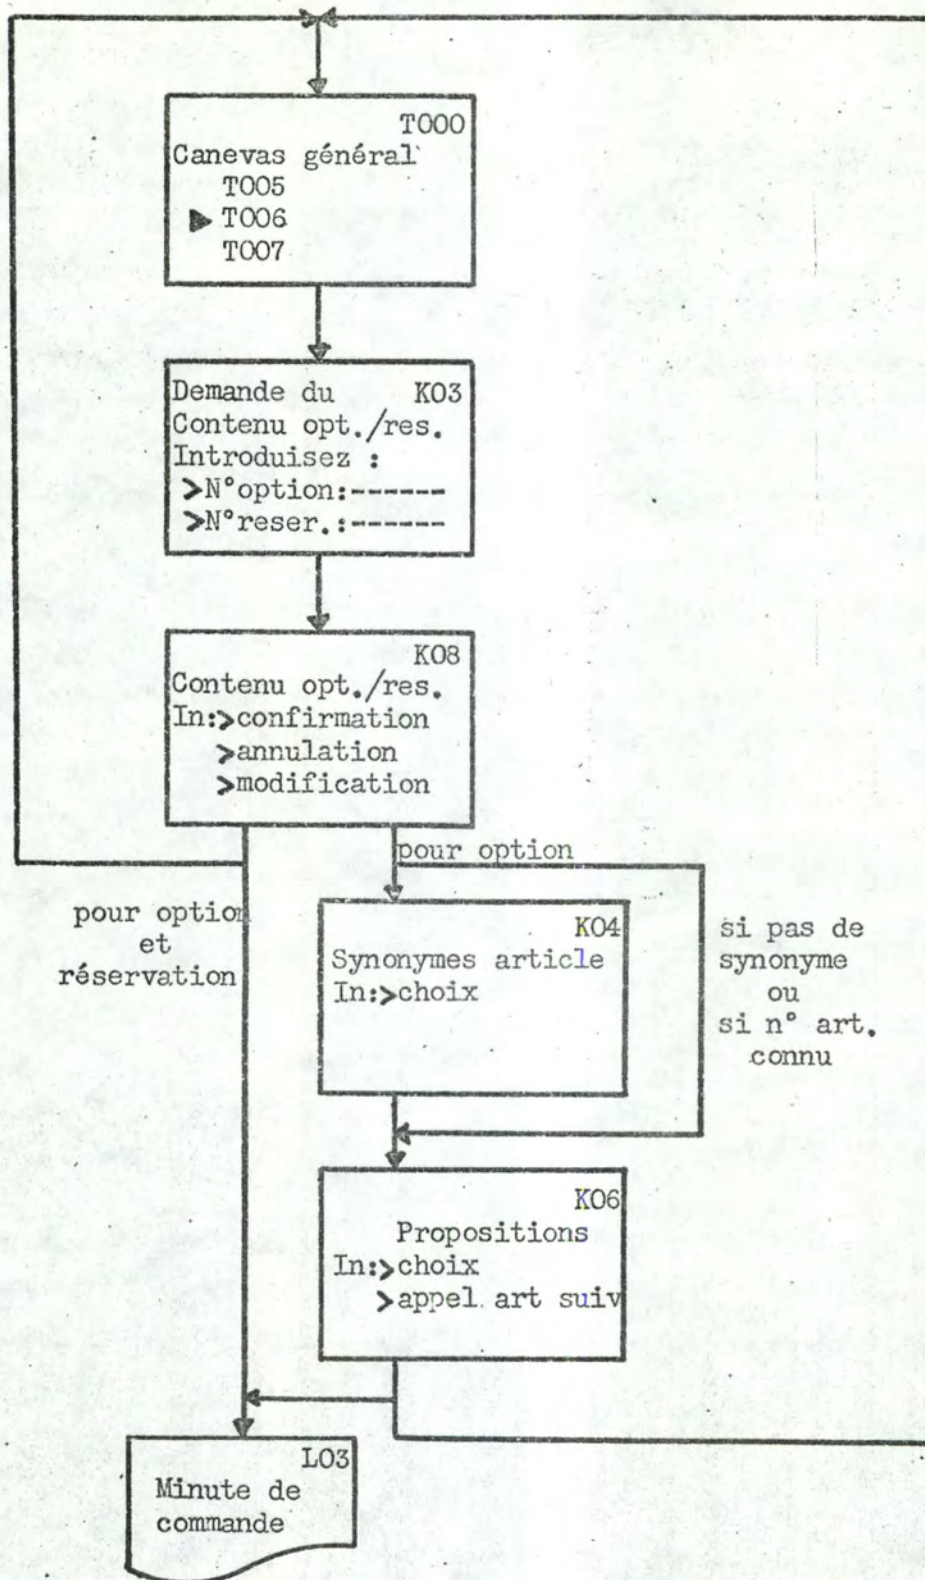 T000
Canevas général
T005
▶ T006
T007
Demande du K03
Contenu opt./res.
Introduisez :
>N°option:------
>N°reser.:------
K08
Contenu opt./res.
In:>confirmation
>annulation
>modification
pour option
pour option
et
réservation
K04
Synonymes article
In:>choix
si pas de
synonyme
ou
si n° art.
connu
K06
Propositions
In:>choix
>appel art suiv
L03
Minute de
commande